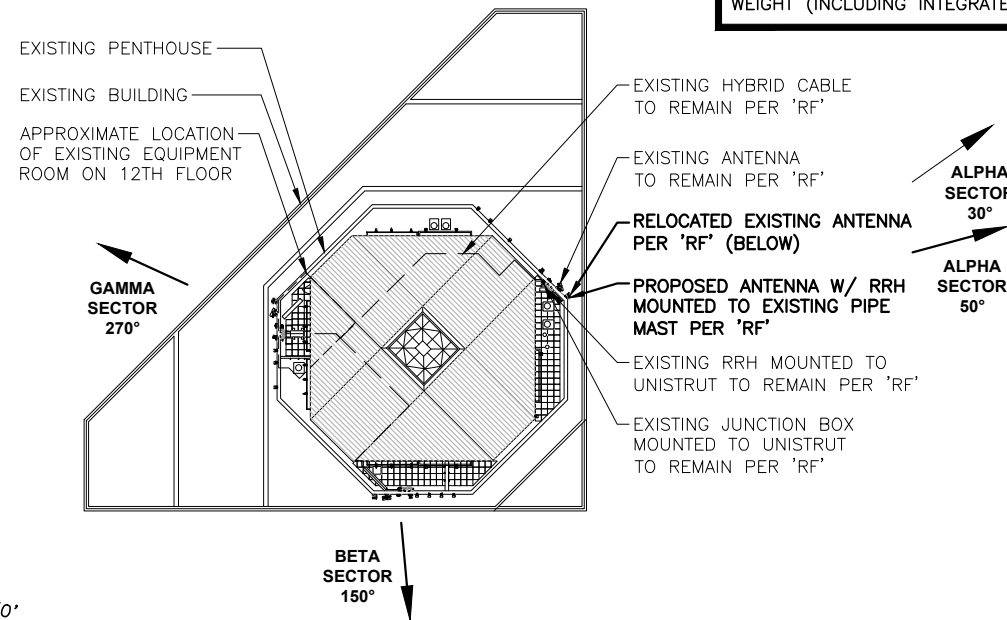 WEIGHT (INCLUDING INTEGRATE
EXISTING PENTHOUSE
EXISTING BUILDING
APPROXIMATE LOCATION
OF EXISTING EQUIPMENT
ROOM ON 12TH FLOOR
EXISTING HYBRID CABLE
TO REMAIN PER 'RF'
EXISTING ANTENNA
TO REMAIN PER 'RF'
RELOCATED EXISTING ANTENNA
PER 'RF' (BELOW)
PROPOSED ANTENNA W/ RRH
MOUNTED TO EXISTING PIPE
MAST PER 'RF'
EXISTING RRH MOUNTED TO
UNISTRUT TO REMAIN PER 'RF'
EXISTING JUNCTION BOX
MOUNTED TO UNISTRUT
TO REMAIN PER 'RF'
ALPHA
SECTOR
30°
ALPHA
SECTOR
50°
GAMMA
SECTOR
270°
BETA
SECTOR
150°
0'